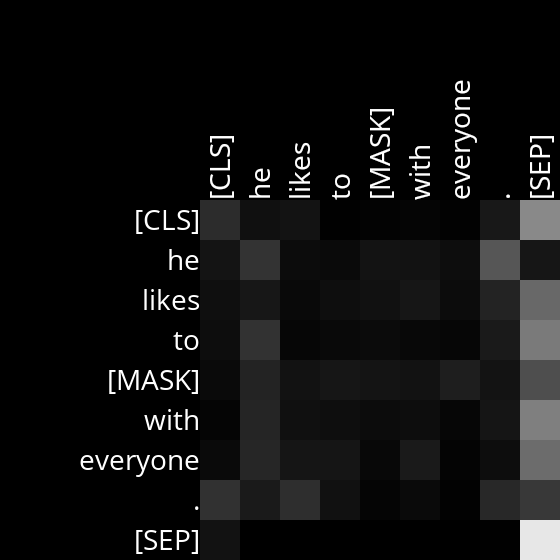 [CLS] he likes to [MASK] with everyone . [SEP]
[CLS]
he
likes
to
[MASK]
with
everyone
.
[SEP]